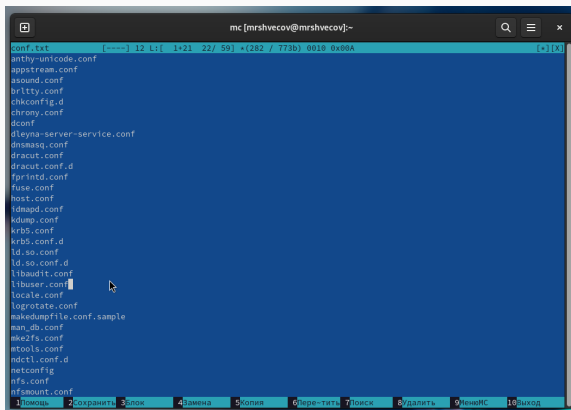 mc [mrshvecov@mrshvecov]:~
conf.txt [----] 12 L:[ 1+21 22/ 59] *(282 / 773b) 0010 0x00A [*][X]
anthy-unicode.conf
appstream.conf
asound.conf
brltty.conf
chkconfig.d
chrony.conf
dconf
dleyna-server-service.conf
dnsmasq.conf
dracut.conf
dracut.conf.d
fprintd.conf
fuse.conf
host.conf
idmapd.conf
kdump.conf
krb5.conf
krb5.conf.d
ld.so.conf
ld.so.conf.d
libaudit.conf
libuser.conf
locale.conf
logrotate.conf
makedumpfile.conf.sample
man_db.conf
mke2fs.conf
mtools.conf
ndctl.conf.d
netconfig
nfs.conf
nfsmount.conf
1Помощь 2Сохранить 3Блок 4Замена 5Копия 6Пере~тить 7Поиск 8Удалить 9МенюМС 10Выход